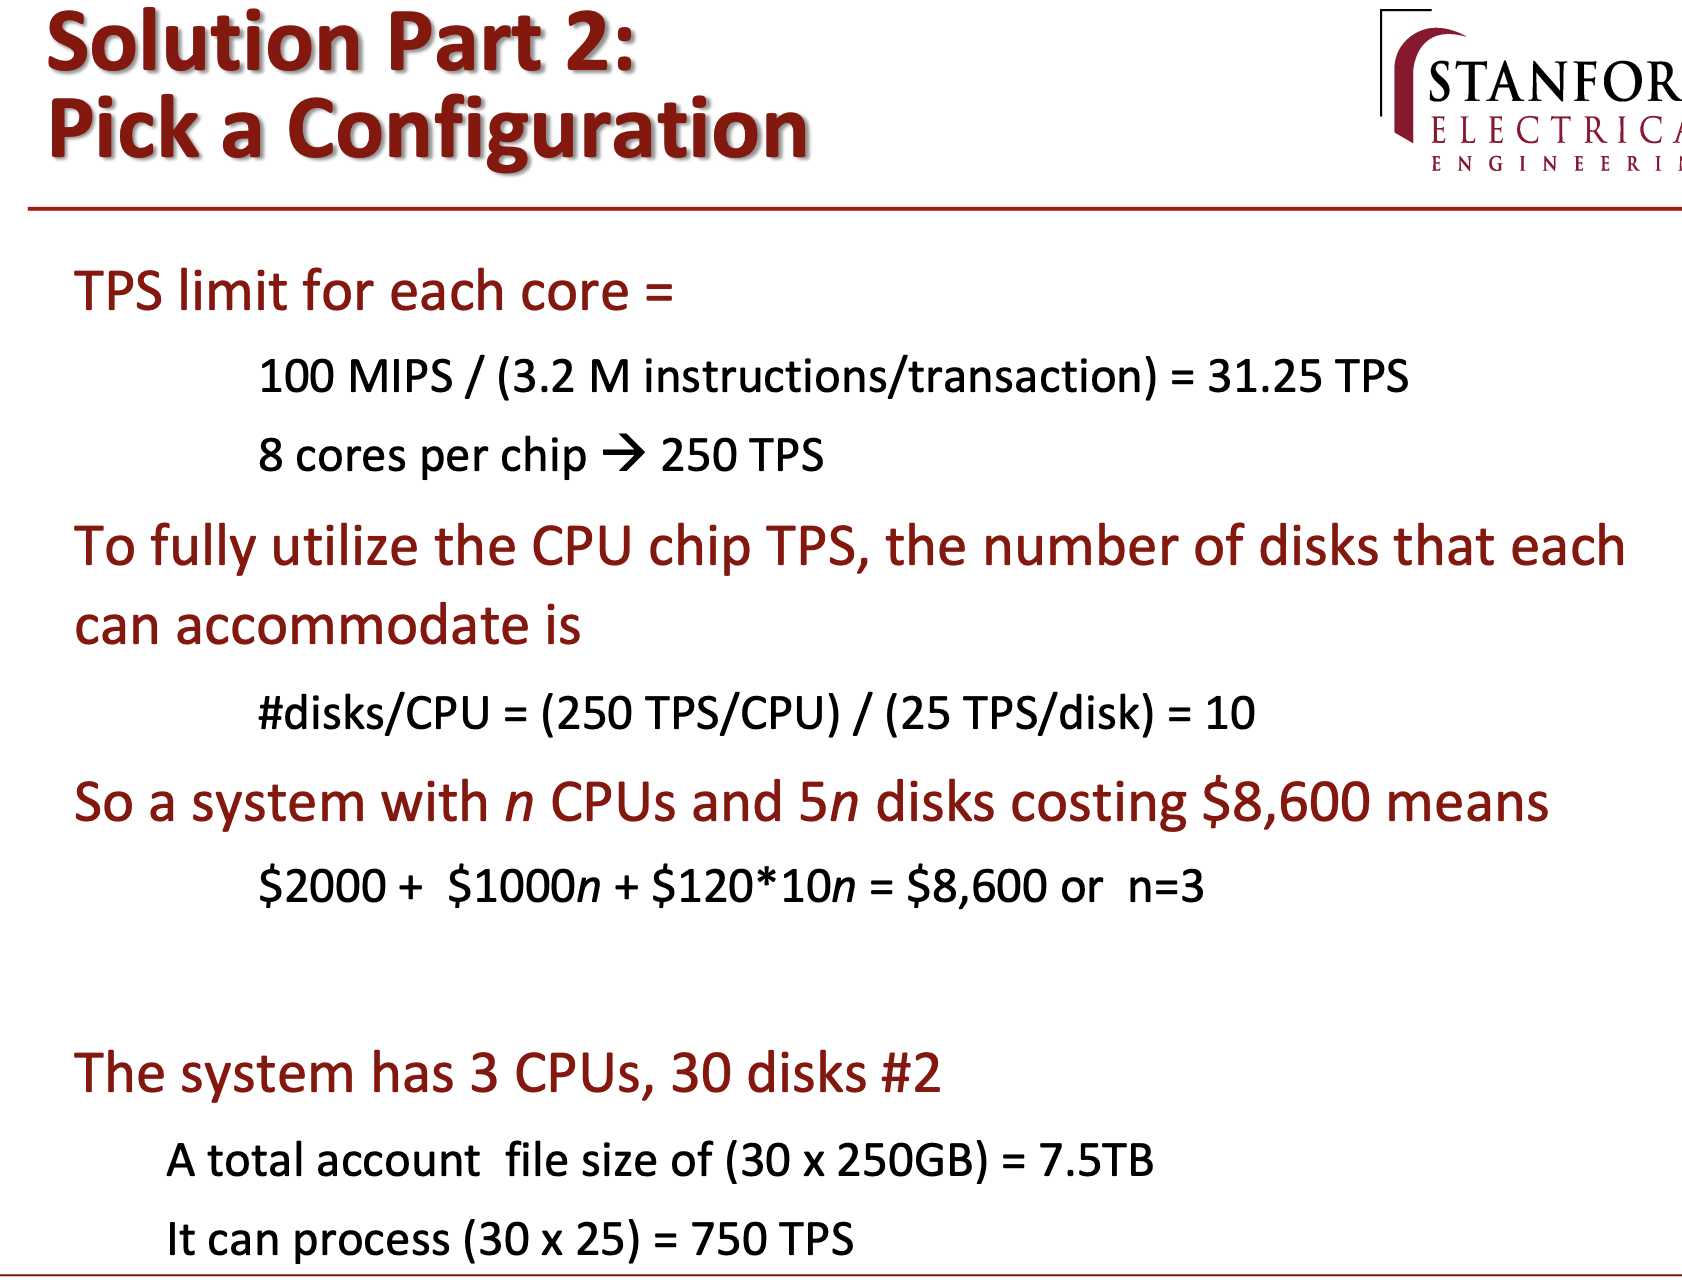 Solution Part 2:
Pick a Configuration
STANFOR
ELECTRICA
ENGINEERIN
TPS limit for each core =
100 MIPS / (3.2 M instructions/transaction) = 31.25 TPS
8 cores per chip → 250 TPS
To fully utilize the CPU chip TPS, the number of disks that each
can accommodate is
#disks/CPU = (250 TPS/CPU) / (25 TPS/disk) = 10
So a system with n CPUs and 5n disks costing $8,600 means
$2000 + $1000n + $120*10n = $8,600 or n=3
The system has 3 CPUs, 30 disks #2
A total account file size of (30 x 250GB) = 7.5TB
It can process (30 x 25) = 750 TPS